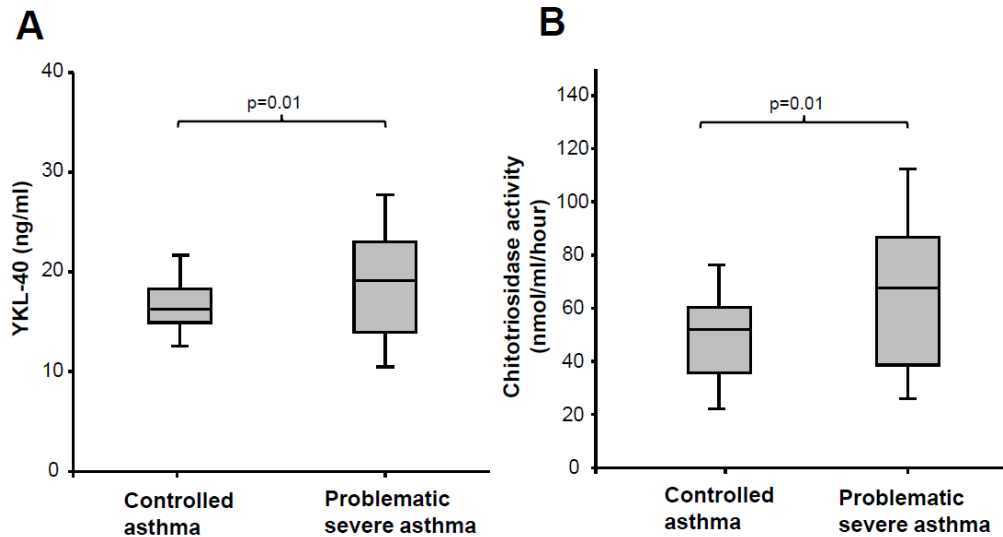 A
YKL-40 (ng/ml)
40
30
20
10
0
p=0.01
Controlled
asthma
Problematic
severe asthma
B
Chitotriosidase activity
(nmol/ml/hour)
140
120
100
80
60
40
20
0
p=0.01
Controlled
asthma
Problematic
severe asthma